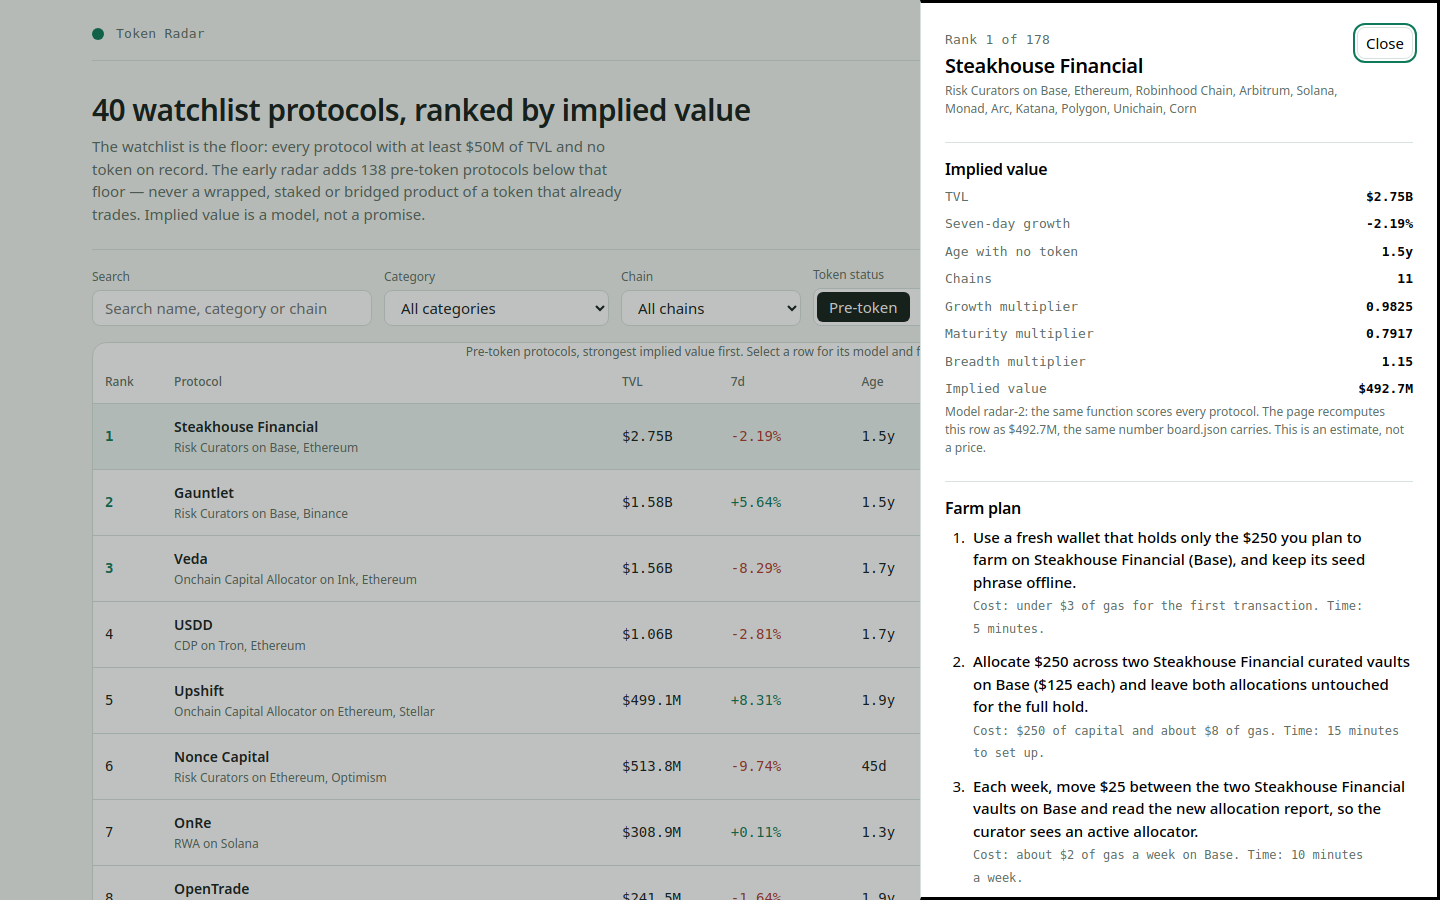 Token Radar
40 watchlist protocols, ranked by implied value
The watchlist is the floor: every protocol with at least $50M of TVL and no
token on record. The early radar adds 138 pre-token protocols below that
floor — never a wrapped, staked or bridged product of a token that already
trades. Implied value is a model, not a promise.
Search
Category
Chain
Token status
Search name, category or chain
All categories
All chains
Pre-token
Pre-token protocols, strongest implied value first. Select a row for its model and f
Rank Protocol TVL 7d Age
1 Steakhouse Financial $2.75B -2.19% 1.5y
Risk Curators on Base, Ethereum
2 Gauntlet $1.58B +5.64% 1.5y
Risk Curators on Base, Binance
3 Veda $1.56B -8.29% 1.7y
Onchain Capital Allocator on Ink, Ethereum
4 USDD $1.06B -2.81% 1.7y
CDP on Tron, Ethereum
5 Upshift $499.1M +8.31% 1.9y
Onchain Capital Allocator on Ethereum, Stellar
6 Nonce Capital $513.8M -9.74% 45d
Risk Curators on Ethereum, Optimism
7 OnRe $308.9M +0.11% 1.3y
RWA on Solana
8 OpenTrade $241.5M -1.64% 1.9y
Rank 1 of 178
Close
Steakhouse Financial
Risk Curators on Base, Ethereum, Robinhood Chain, Arbitrum, Solana,
Monad, Arc, Katana, Polygon, Unichain, Corn
Implied value
TVL $2.75B
Seven-day growth -2.19%
Age with no token 1.5y
Chains 11
Growth multiplier 0.9825
Maturity multiplier 0.7917
Breadth multiplier 1.15
Implied value $492.7M
Model radar-2: the same function scores every protocol. The page recomputes
this row as $492.7M, the same number board.json carries. This is an estimate, not
a price.
Farm plan
1. Use a fresh wallet that holds only the $250 you plan to
farm on Steakhouse Financial (Base), and keep its seed
phrase offline.
Cost: under $3 of gas for the first transaction. Time:
5 minutes.
2. Allocate $250 across two Steakhouse Financial curated vaults
on Base ($125 each) and leave both allocations untouched
for the full hold.
Cost: $250 of capital and about $8 of gas. Time: 15 minutes
to set up.
3. Each week, move $25 between the two Steakhouse Financial
vaults on Base and read the new allocation report, so the
curator sees an active allocator.
Cost: about $2 of gas a week on Base. Time: 10 minutes
a week.